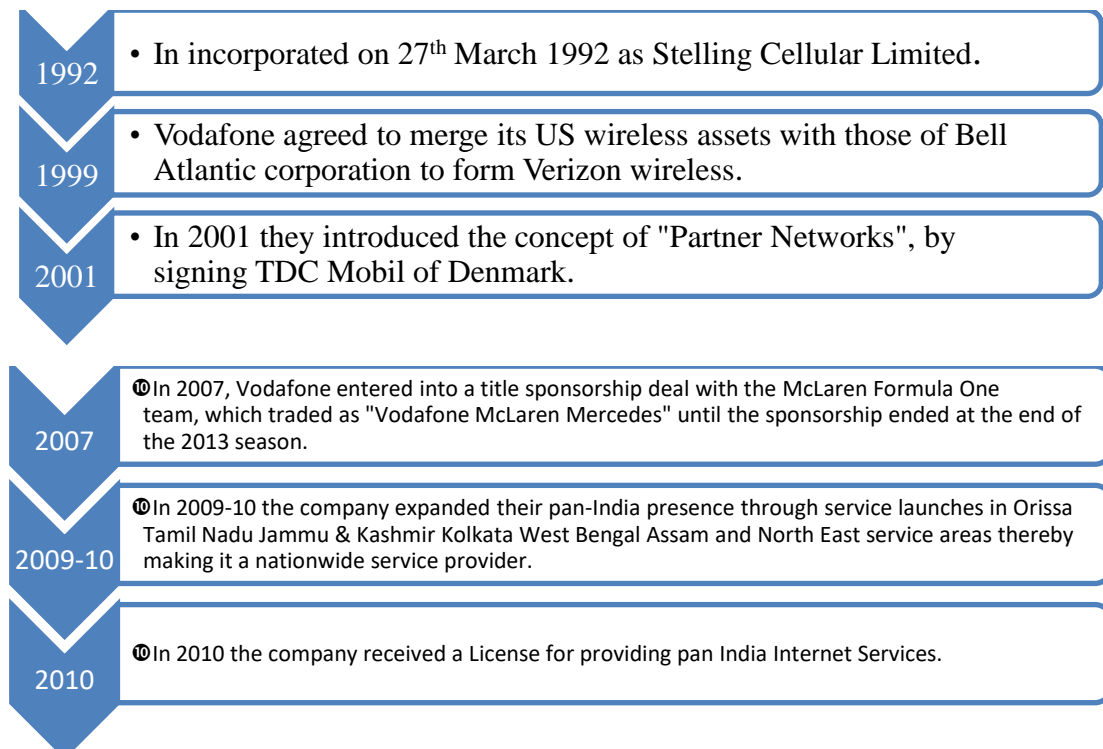 1992
• In incorporated on 27th March 1992 as Stelling Cellular Limited.
1999
• Vodafone agreed to merge its US wireless assets with those of Bell
Atlantic corporation to form Verizon wireless.
2001
• In 2001 they introduced the concept of "Partner Networks", by
signing TDC Mobil of Denmark.
2007
❿In 2007, Vodafone entered into a title sponsorship deal with the McLaren Formula One
team, which traded as "Vodafone McLaren Mercedes" until the sponsorship ended at the end of
the 2013 season.
2009-10
❿In 2009-10 the company expanded their pan-India presence through service launches in Orissa
Tamil Nadu Jammu & Kashmir Kolkata West Bengal Assam and North East service areas thereby
making it a nationwide service provider.
2010
❿In 2010 the company received a License for providing pan India Internet Services.